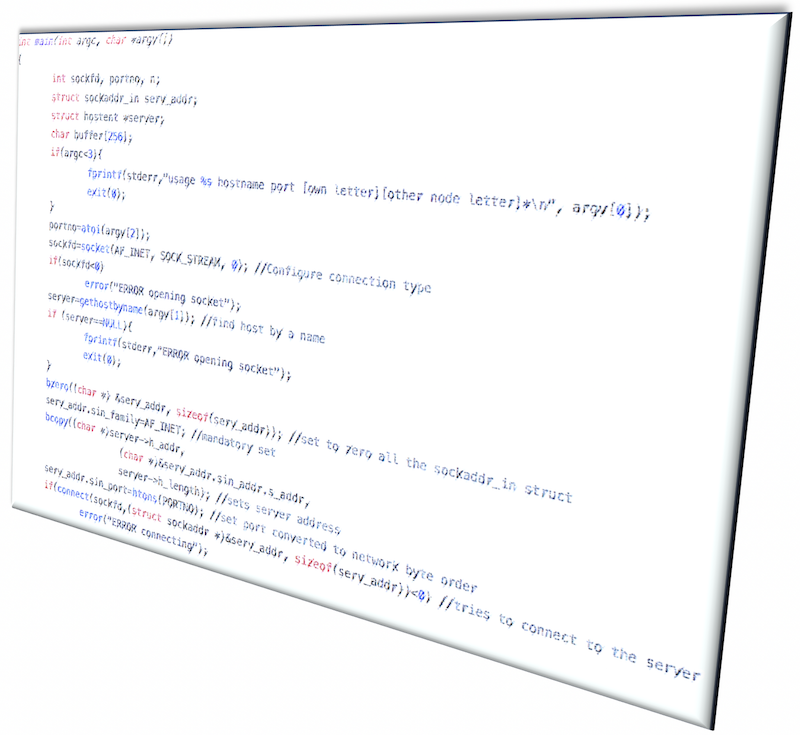 int main(int argc, char *argv[])
{
int sockfd, portno, n;
struct sockaddr_in serv_addr;
struct hostent *server;
char buffer[256];
if(argc<3){
fprintf(stderr,"usage %s hostname port [own letter][other node letter]*\n", argv[0]);
exit(0);
}
portno=atoi(argv[2]);
sockfd=socket(AF_INET, SOCK_STREAM, 0); //Configure connection type
if(sockfd<0)
error("ERROR opening socket");
server=gethostbyname(argv[1]); //find host by a name
if (server==NULL){
fprintf(stderr,"ERROR opening socket");
exit(0);
}
bzero((char *) &serv_addr, sizeof(serv_addr)); //set to zero all the sockaddr_in struct
serv_addr.sin_family=AF_INET; //mandatory set
bcopy((char *)server->h_addr,
(char *)&serv_addr.sin_addr.s_addr,
server->h_length); //sets server address
serv_addr.sin_port=htons(PORTNO); //set port converted to network byte order
if(connect(sockfd,(struct sockaddr *)&serv_addr, sizeof(serv_addr))<0) //tries to connect to the server
error("ERROR connecting");